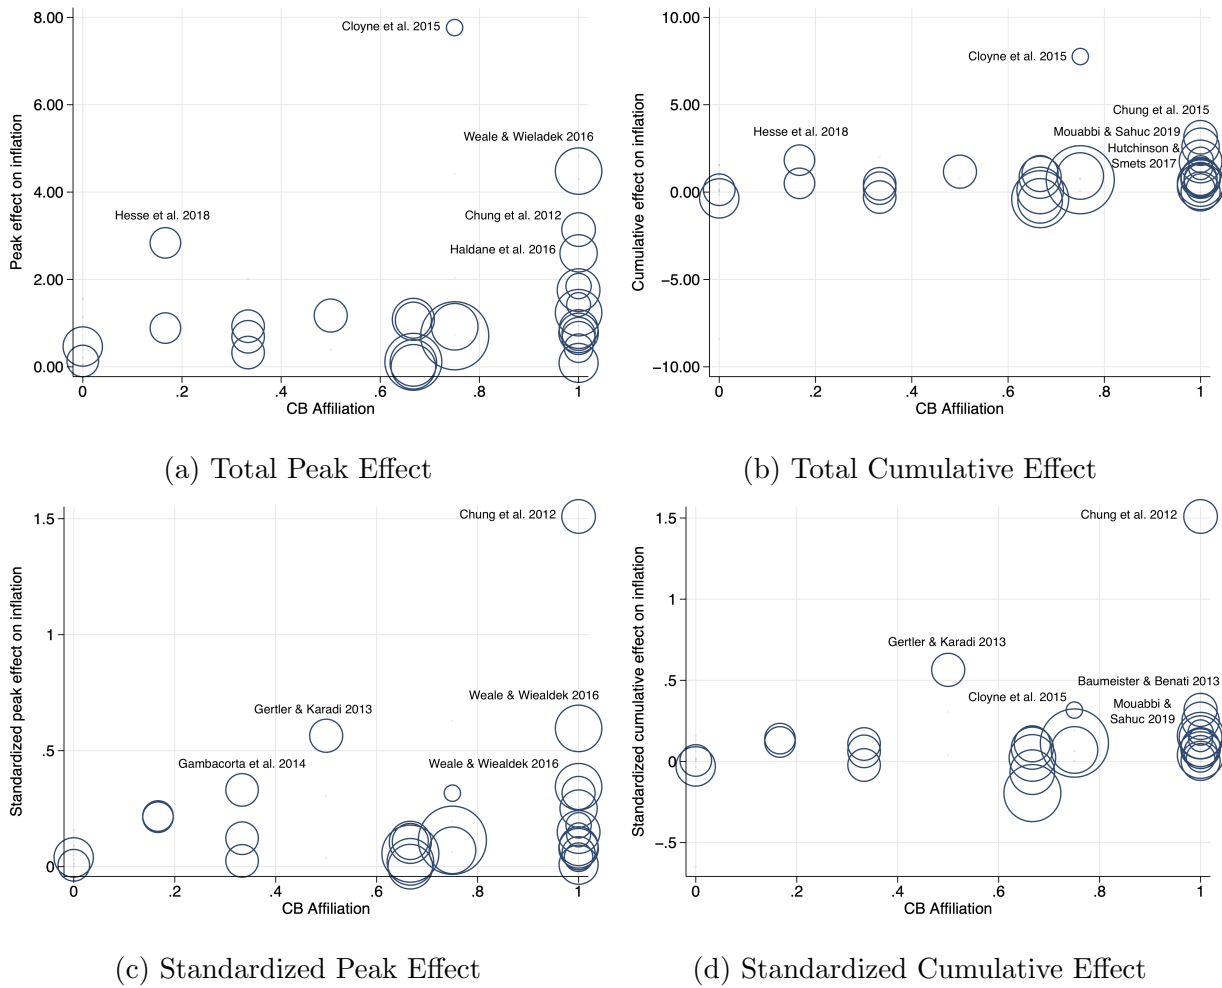 8.00
6.00
4.00
2.00
0.00
Peak effect on inflation
Cloyne et al. 2015
Weale & Wieladek 2016
Hesse et al. 2018
Chung et al. 2012
Haldane et al. 2016
0 .2 .4 .6 .8 1
CB Affiliation
(a) Total Peak Effect
10.00
5.00
0.00
−5.00
−10.00
Cumulative effect on inflation
Cloyne et al. 2015
Chung et al. 2015
Hesse et al. 2018
Mouabbi & Sahuc 2019
Hutchinson &
Smets 2017
0 .2 .4 .6 .8 1
CB Affiliation
(b) Total Cumulative Effect
1.5
1
.5
0
Standardized peak effect on inflation
Chung et al. 2012
Weale & Wiealdek 2016
Gertler & Karadi 2013
Gambacorta et al. 2014
Weale & Wiealdek 2016
0 .2 .4 .6 .8 1
CB Affiliation
(c) Standardized Peak Effect
1.5
1
.5
0
−.5
Standardized cumulative effect on inflation
Chung et al. 2012
Gertler & Karadi 2013
Baumeister & Benati 2013
Cloyne et al. 2015
Mouabbi &
Sahuc 2019
0 .2 .4 .6 .8 1
CB Affiliation
(d) Standardized Cumulative Effect